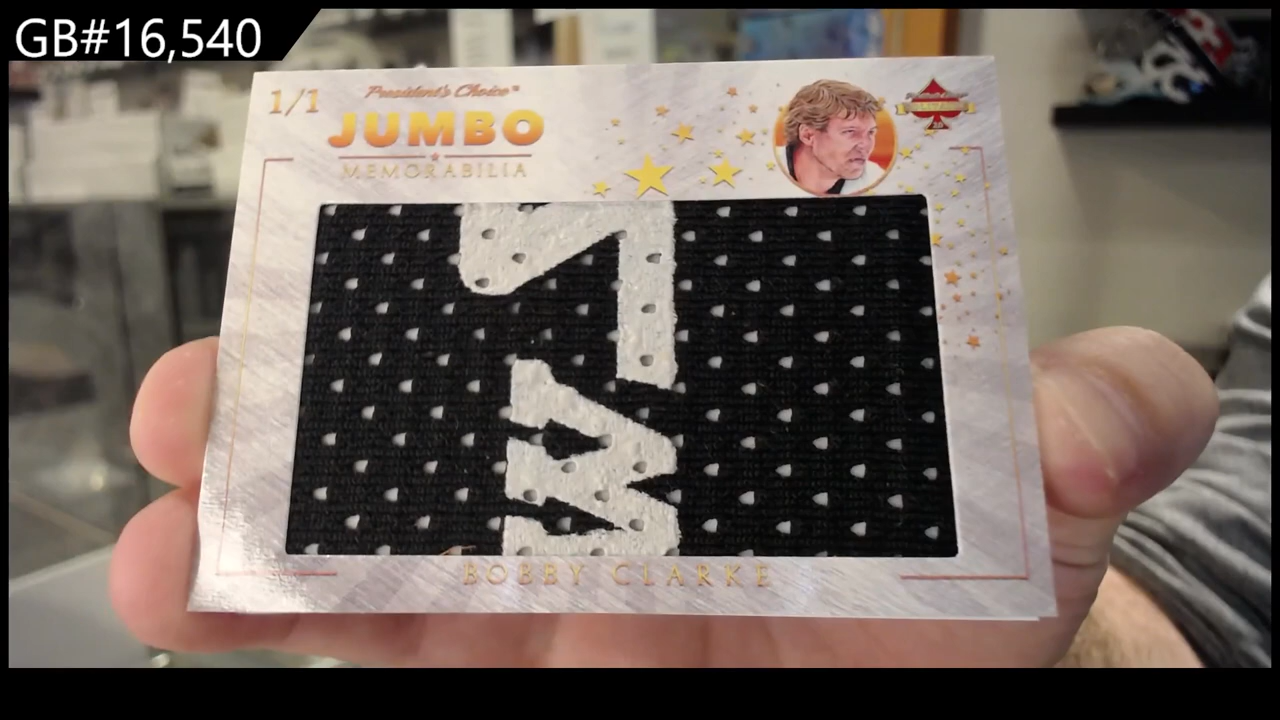 GB#16,540
1/1
President's Choice
JUMBO
MEMORABILIA
BOBBY CLARKE